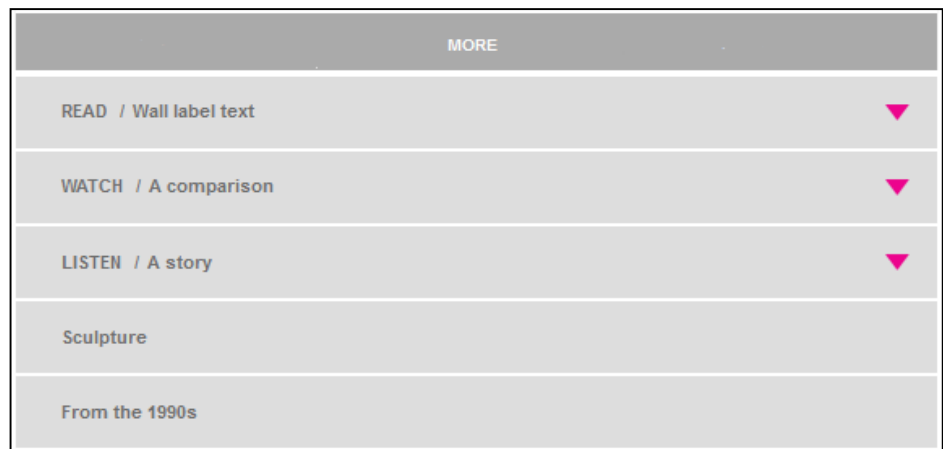 MORE
READ / Wall label text
WATCH / A comparison
LISTEN / A story
Sculpture
From the 1990s